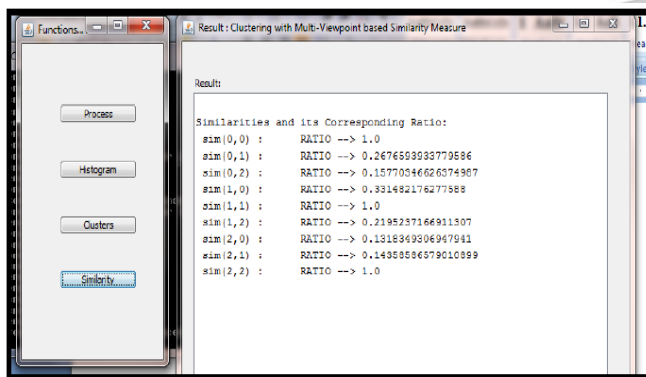 Functions...
Process
Histogram
Clusters
Similarity
Result : Clustering with Multi-Viewpoint based Similarity Measure
Result:
Similarities and its Corresponding Ratio:
sim(0,0) : RATIO --> 1.0
sim(0,1) : RATIO --> 0.2676593933779586
sim(0,2) : RATIO --> 0.15770346626374987
sim(1,0) : RATIO --> 0.331482176277588
sim(1,1) : RATIO --> 1.0
sim(1,2) : RATIO --> 0.2195237166911307
sim(2,0) : RATIO --> 0.1318349306947941
sim(2,1) : RATIO --> 0.14358586579010899
sim(2,2) : RATIO --> 1.0